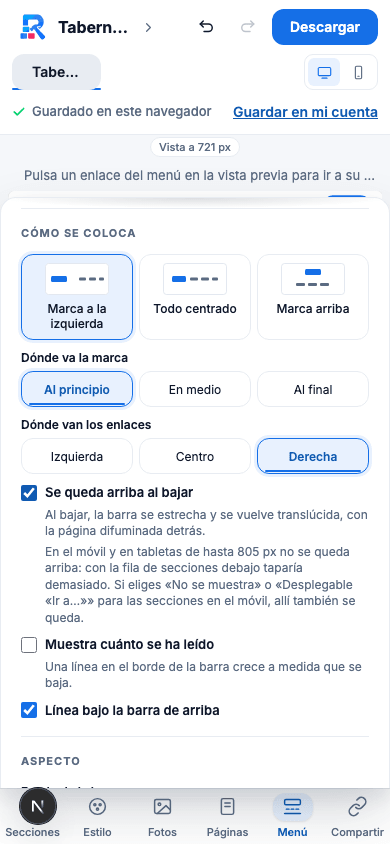 Tabern...
Descargar
Tabe...
Guardado en este navegador
Guardar en mi cuenta
Vista a 721 px
Pulsa un enlace del menú en la vista previa para ir a su ...
CÓMO SE COLOCA
Marca a la
izquierda
Todo centrado
Marca arriba
Dónde va la marca
Al principio
En medio
Al final
Dónde van los enlaces
Izquierda
Centro
Derecha
Se queda arriba al bajar
Al bajar, la barra se estrecha y se vuelve translúcida, con
la página difuminada detrás.
En el móvil y en tabletas de hasta 805 px no se queda
arriba: con la fila de secciones debajo taparía
demasiado. Si eliges «No se muestra» o «Desplegable
«Ir a...»» para las secciones en el móvil, allí también se
queda.
Muestra cuánto se ha leído
Una línea en el borde de la barra crece a medida que se
baja.
Línea bajo la barra de arriba
ASPECTO
N
Secciones
Estilo
Fotos
Páginas
Menú
Compartir